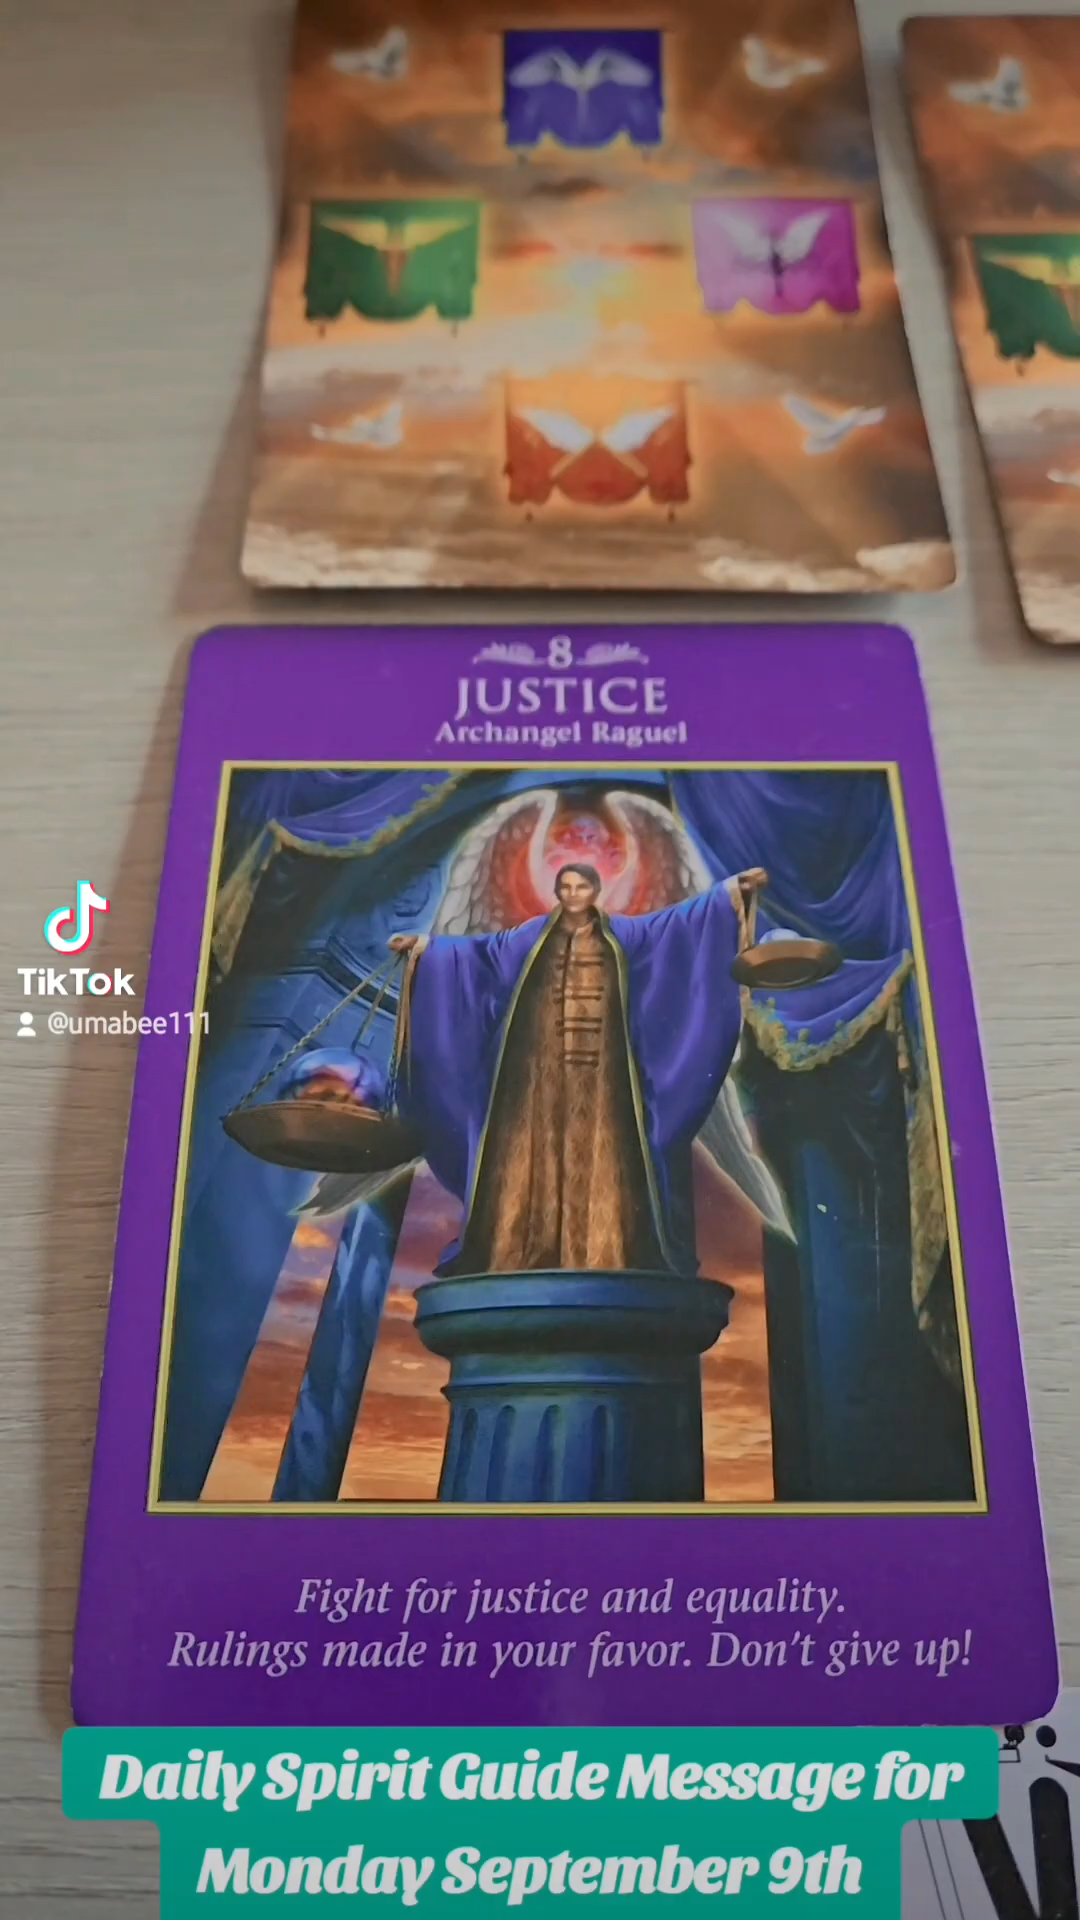 8
JUSTICE
Archangel Raguel
TikTok
@umabee111
Fight for justice and equality.
Rulings made in your favor. Don't give up!
Daily Spirit Guide Message for
Monday September 9th